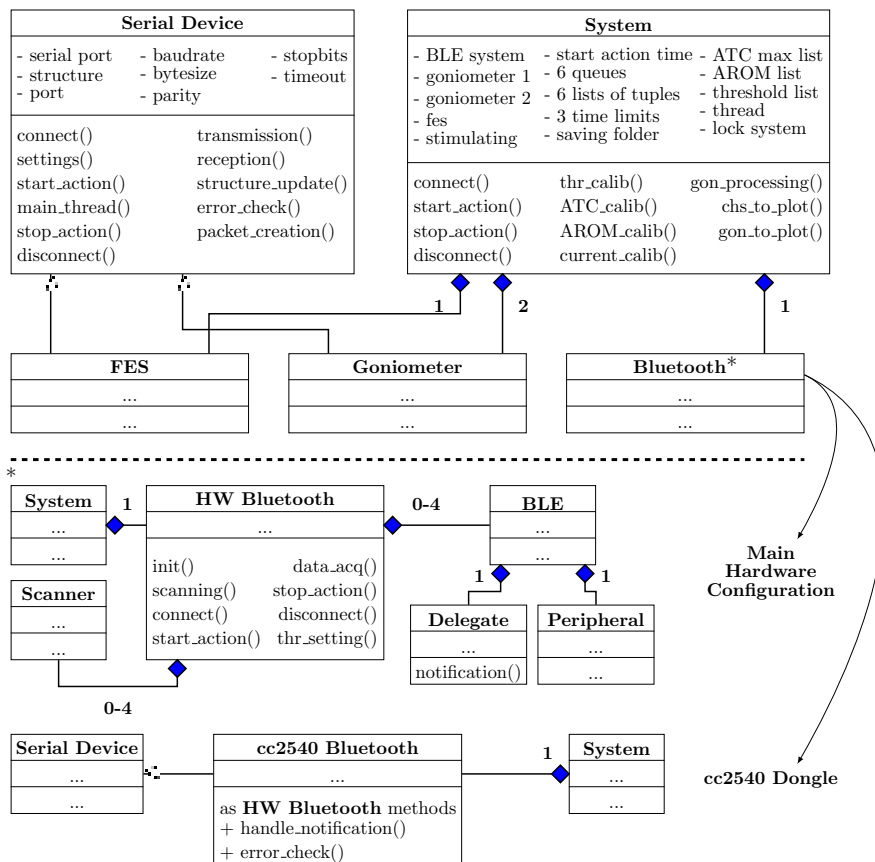 Serial Device
- serial port
- structure
- port
- baudrate
- bytesize
- parity
- stopbits
- timeout
connect()
settings()
start_action()
main_thread()
stop_action()
disconnect()
transmission()
reception()
structure_update()
error_check()
packet_creation()
System
- BLE system
- goniometer 1
- goniometer 2
- fes
- stimulating
- start action time
- 6 queues
- 6 lists of tuples
- 3 time limits
- saving folder
- ATC max list
- AROM list
- threshold list
- thread
- lock system
connect()
start_action()
stop_action()
disconnect()
thr_calib()
ATC_calib()
AROM_calib()
current_calib()
gon_processing()
chs_to_plot()
gon_to_plot()
1
2
1
FES
...
...
Goniometer
...
...
Bluetooth*
...
...
*
System
...
...
1
HW Bluetooth
...
init()
scanning()
connect()
start_action()
data_acq()
stop_action()
disconnect()
thr_setting()
0-4
BLE
...
...
Scanner
...
...
0-4
1
1
Delegate
...
notification()
Peripheral
...
...
Main
Hardware
Configuration
Serial Device
...
...
cc2540 Bluetooth
...
as HW Bluetooth methods
+ handle_notification()
+ error_check()
1
System
...
...
cc2540 Dongle